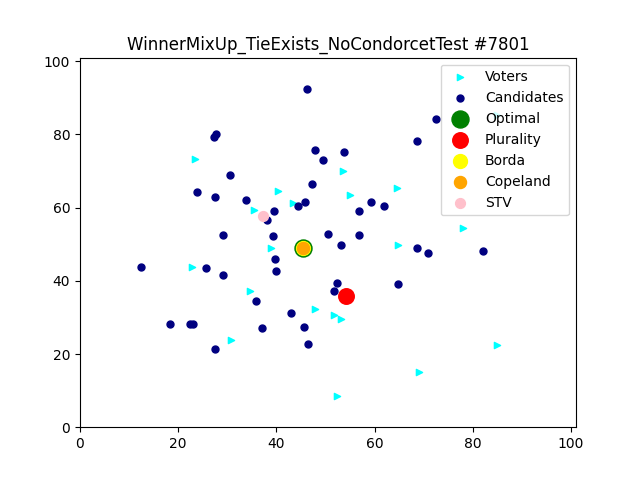 WinnerMixUp_TieExists_NoCondorcetTest #7801
100
80
60
40
20
0
0 20 40 60 80 100
Voters
Candidates
Optimal
Plurality
Borda
Copeland
STV